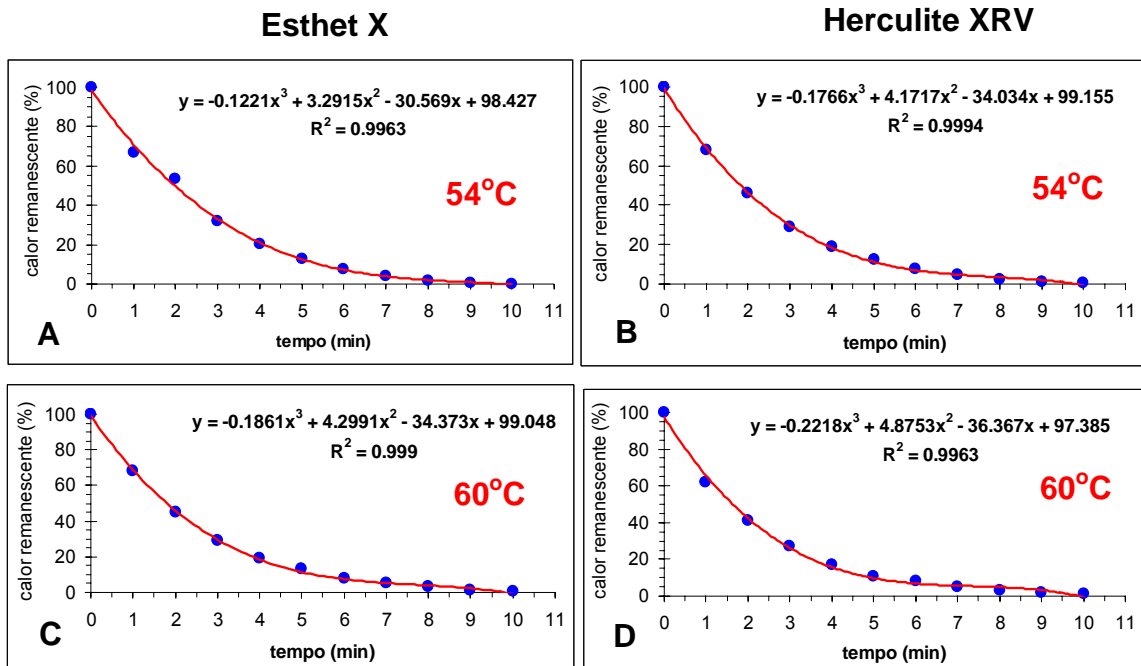 Esthet X
Herculite XRV
calor remanescente (%)
100
80
60
40
20
0
y = -0.1221x³ + 3.2915x² - 30.569x + 98.427
R² = 0.9963
54°C
0 1 2 3 4 5 6 7 8 9 10 11
tempo (min)
A
calor remanescente (%)
100
80
60
40
20
0
y = -0.1766x³ + 4.1717x² - 34.034x + 99.155
R² = 0.9994
54°C
0 1 2 3 4 5 6 7 8 9 10 11
tempo (min)
B
calor remanescente (%)
100
80
60
40
20
0
y = -0.1861x³ + 4.2991x² - 34.373x + 99.048
R² = 0.999
60°C
0 1 2 3 4 5 6 7 8 9 10 11
tempo (min)
C
calor remanescente (%)
100
80
60
40
20
0
y = -0.2218x³ + 4.8753x² - 36.367x + 97.385
R² = 0.9963
60°C
0 1 2 3 4 5 6 7 8 9 10 11
tempo (min)
D